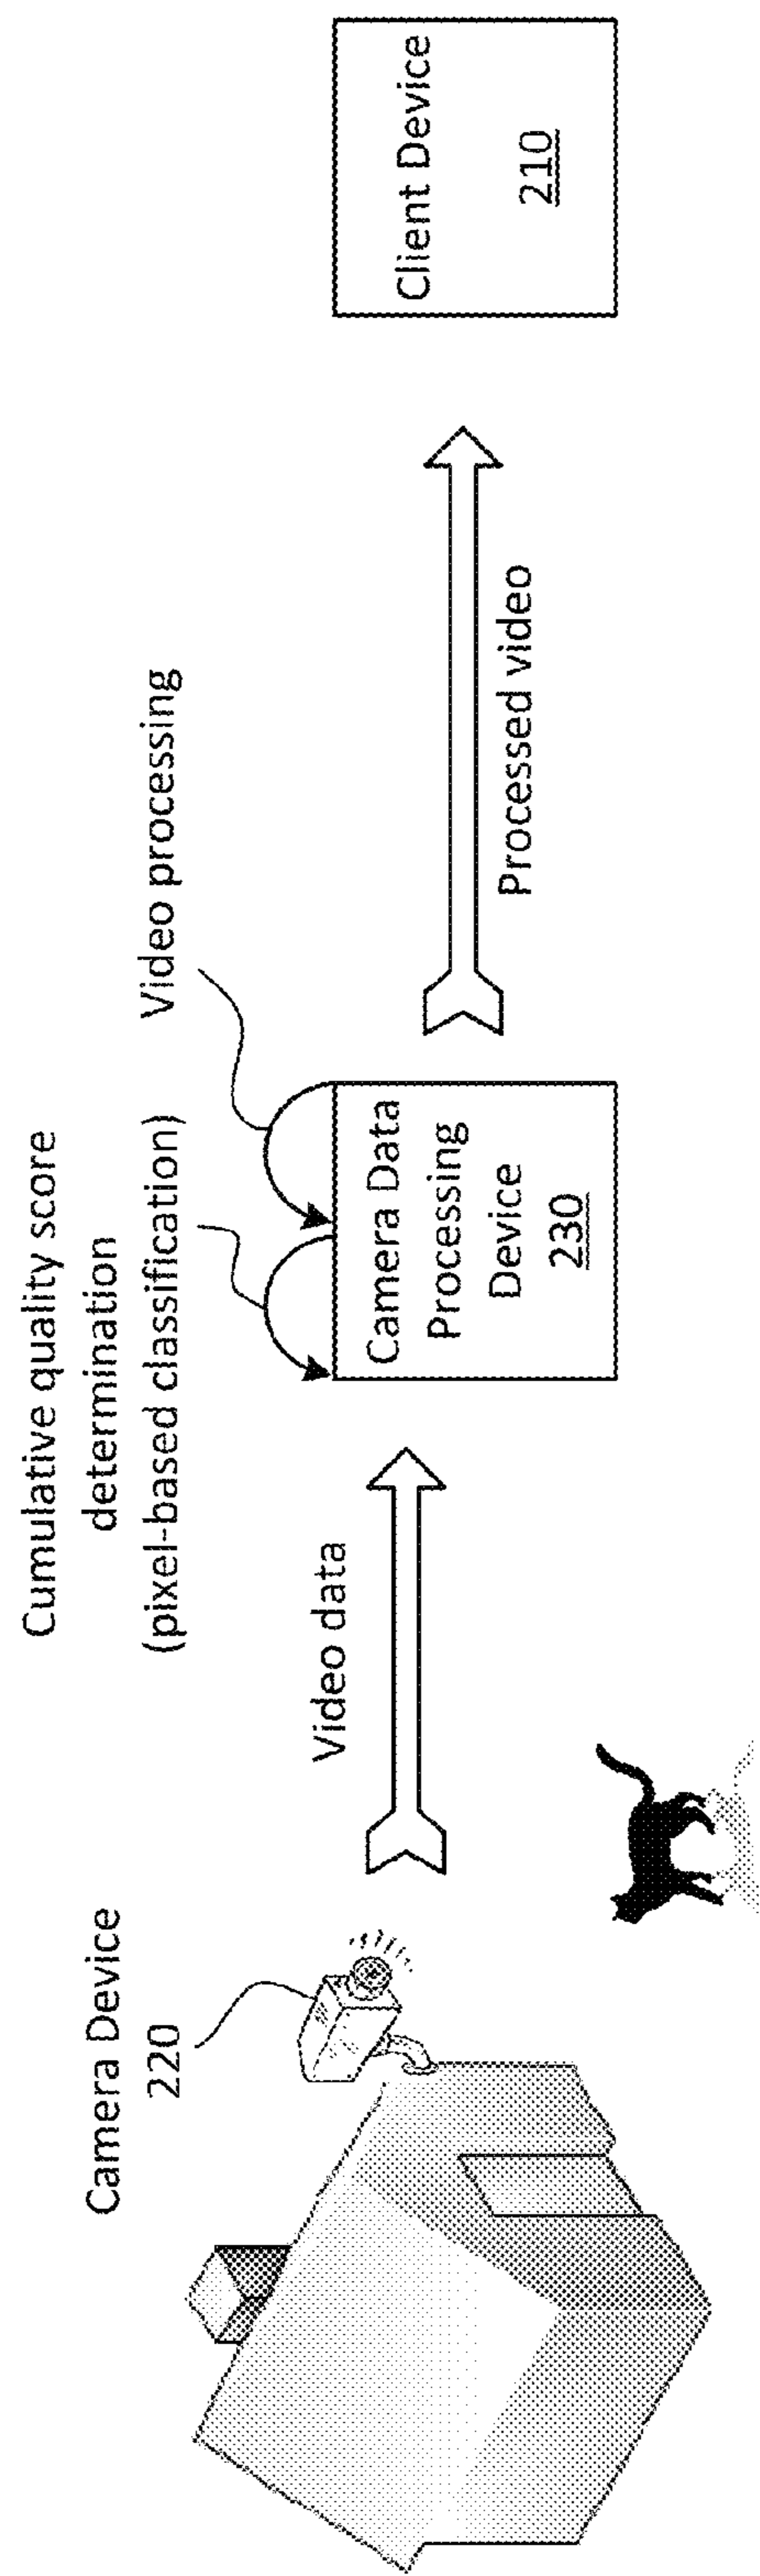 Camera Device
220
Video data
Cumulative quality score
determination
(pixel-based classification)
Video processing
Camera Data
Processing
Device
230
Processed video
Client Device
210